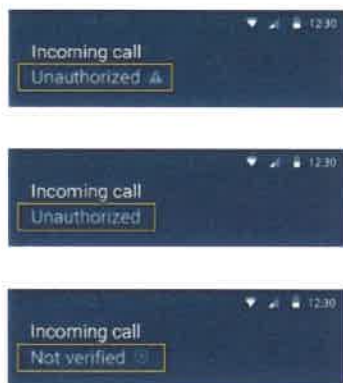 12:30
Incoming call
Unauthorized
12:30
Incoming call
Unauthorized
12:30
Incoming call
Not verified